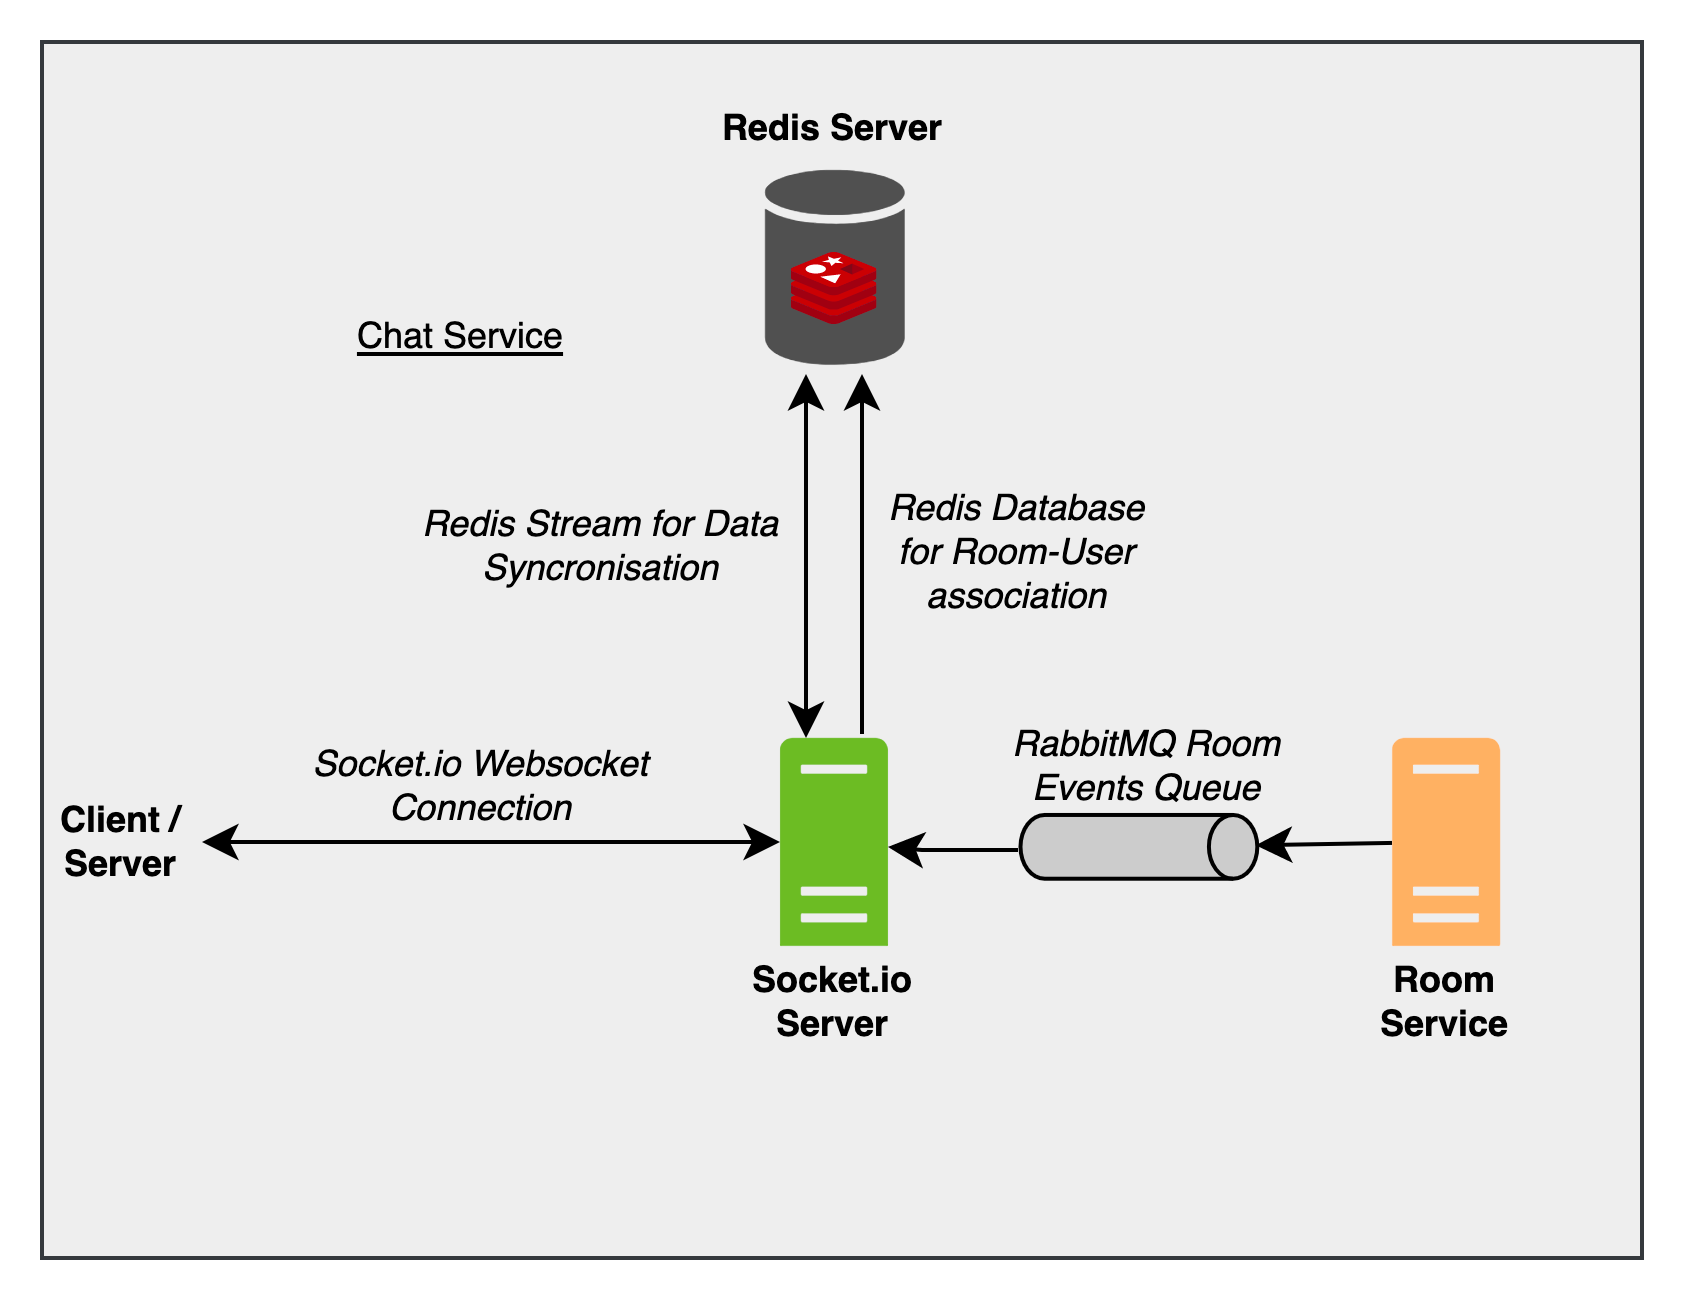 Redis Server
Chat Service
Redis Stream for Data
Syncronisation
Redis Database
for Room-User
association
Socket.io Websocket
Connection
RabbitMQ Room
Events Queue
Client /
Server
Socket.io
Server
Room
Service